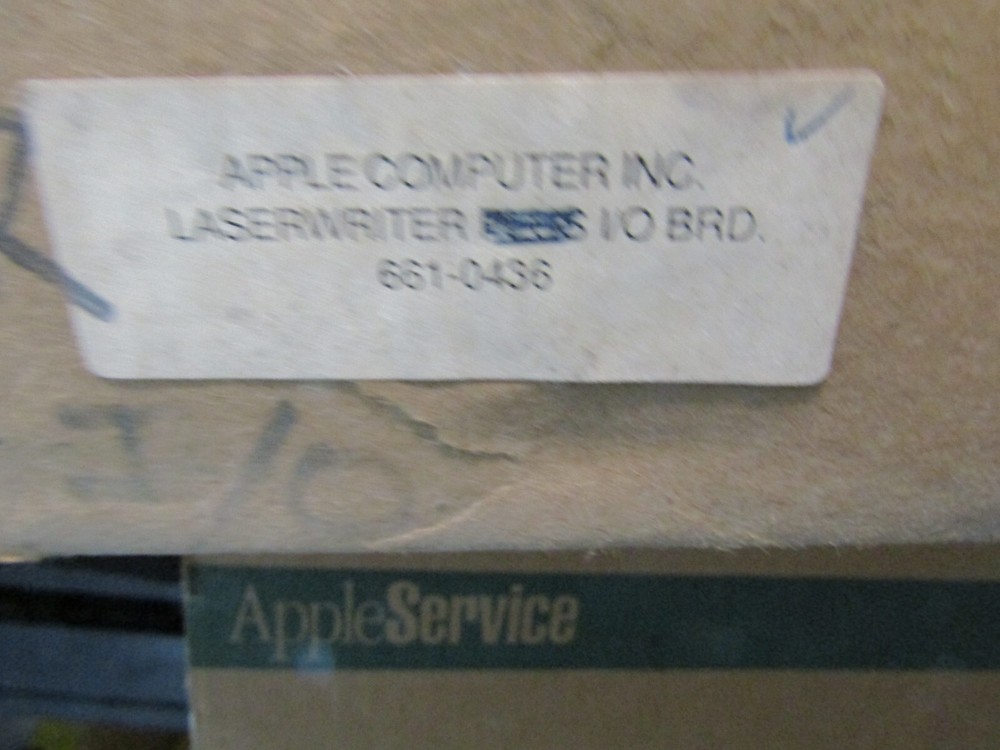 APPLE COMPUTER INC.
LASERWRITER I/O BRD.
661-0436
I/O
AppleService